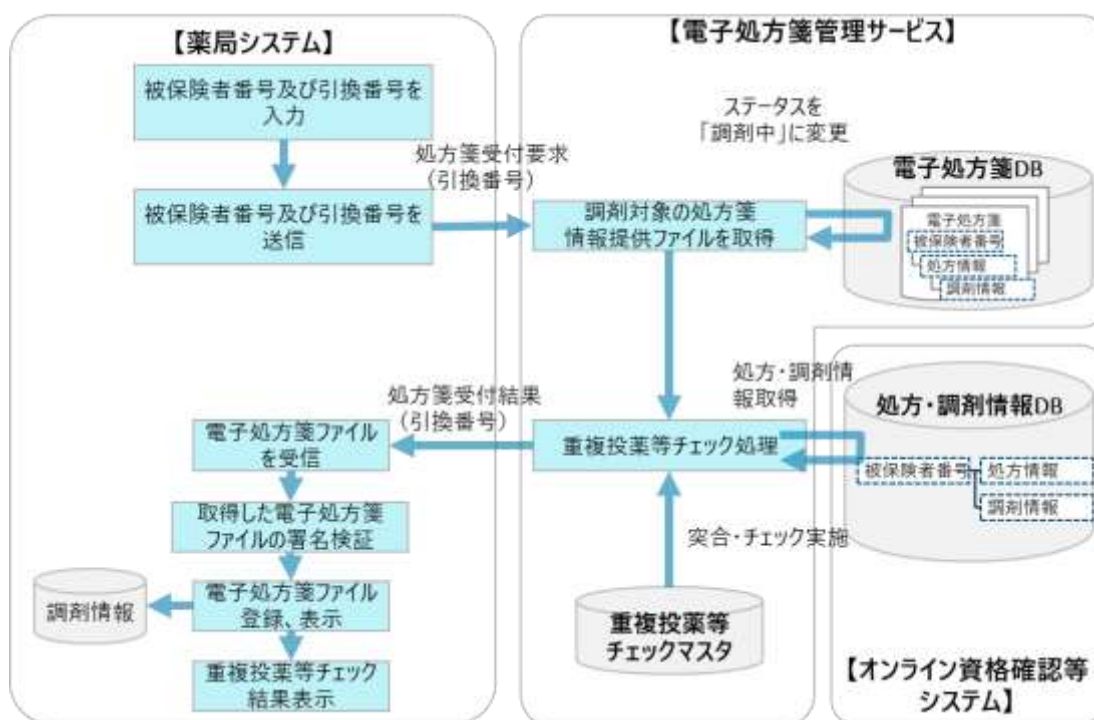 【薬局システム】
被保険者番号及び引換番号を
入力
処方箋受付要求
(引換番号)
被保険者番号及び引換番号を
送信
処方箋受付結果
(引換番号)
電子処方箋ファイル
を受信
取得した電子処方箋
ファイルの署名検証
調剤情報
電子処方箋ファイル
登録、表示
重複投薬等チェック
結果表示
【電子処方箋管理サービス】
ステータスを
「調剤中」に変更
調剤対象の処方箋
情報提供ファイルを取得
電子処方箋DB
電子処方箋
被保険者番号
処方情報
調剤情報
処方・調剤情
報取得
重複投薬等チェック処理
突合・チェック実施
重複投薬等
チェックマスタ
処方・調剤情報DB
被保険者番号
処方情報
調剤情報
【オンライン資格確認等
システム】